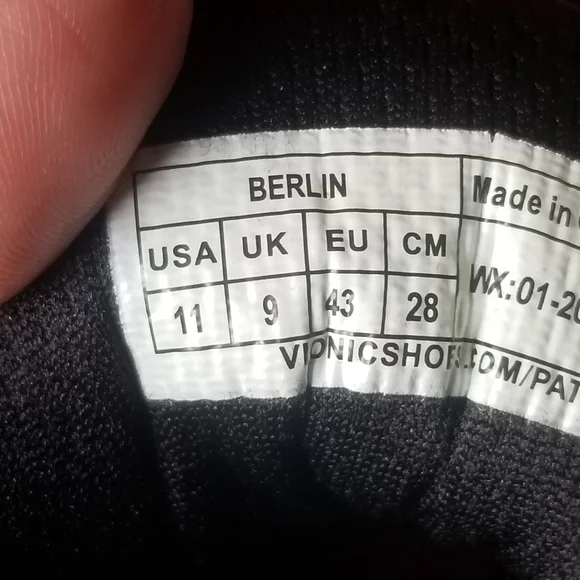 BERLIN
Made in
USA UK EU CM
11 9 43 28
WX:01-20
VIONICSHOES.COM/PAT